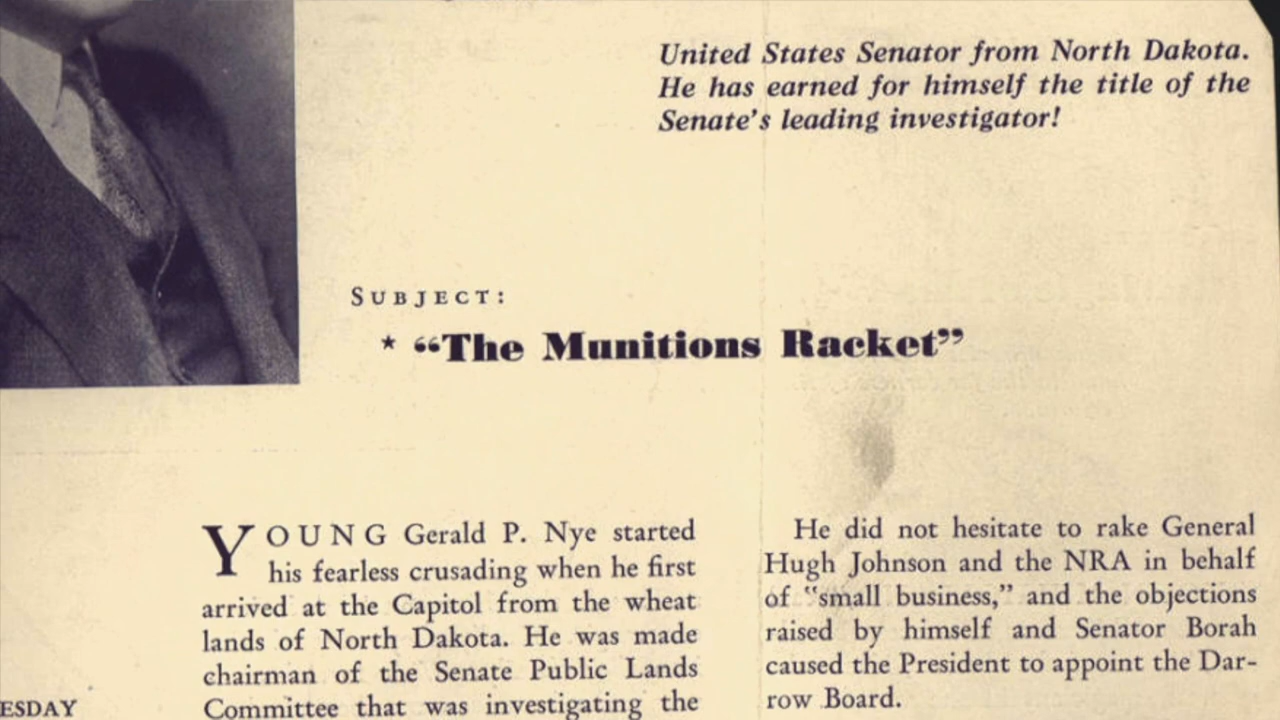 United States Senator from North Dakota.
He has earned for himself the title of the
Senate's leading investigator!
SUBJECT:
* “The Munitions Racket”
YOUNG Gerald P. Nye started
his fearless crusading when he first
arrived at the Capitol from the wheat
lands of North Dakota. He was made
chairman of the Senate Public Lands
Committee that was investigating the
He did not hesitate to rake General
Hugh Johnson and the NRA in behalf
of “small business,” and the objections
raised by himself and Senator Borah
caused the President to appoint the Dar-
row Board.
ESDAY